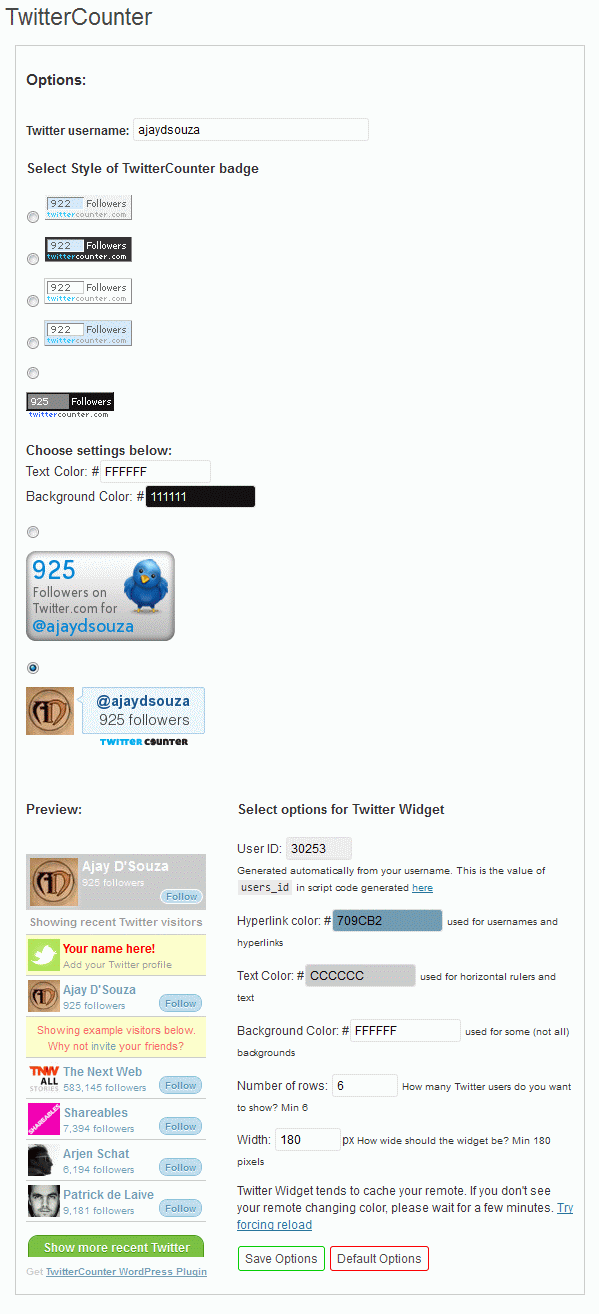 TwitterCounter
Options:
Twitter username: ajaydsouza
Select Style of TwitterCounter badge
922 Followers
twittercounter.com
922 Followers
twittercounter.com
922 Followers
twittercounter.com
922 Followers
twittercounter.com
925 Followers
twittercounter.com
Choose settings below:
Text Color: # FFFFFF
Background Color: # 111111
925
Followers on
Twitter.com for
@ajaydsouza
@ajaydsouza
925 followers
TWITTER COUNTER
Preview:
Ajay D'Souza
925 followers
Follow
Showing recent Twitter visitors
Your name here!
Add your Twitter profile
Ajay D'Souza
925 followers Follow
Showing example visitors below.
Why not invite your friends?
TNW
ALL
STORIES
The Next Web
583,145 followers Follow
SHAREABLES
Shareables
7,394 followers Follow
Arjen Schat
6,194 followers Follow
Patrick de Laive
9,181 followers Follow
Show more recent Twitter
Get TwitterCounter WordPress Plugin
Select options for Twitter Widget
User ID: 30253
Generated automatically from your username. This is the value of
users_id in script code generated here
Hyperlink color: # 709CB2 used for usernames and
hyperlinks
Text Color: # CCCCCC used for horizontal rulers and
text
Background Color: # FFFFFF used for some (not all)
backgrounds
Number of rows: 6 How many Twitter users do you want
to show? Min 6
Width: 180 px How wide should the widget be? Min 180
pixels
Twitter Widget tends to cache your remote. If you don't see
your remote changing color, please wait for a few minutes. Try
forcing reload
Save Options Default Options